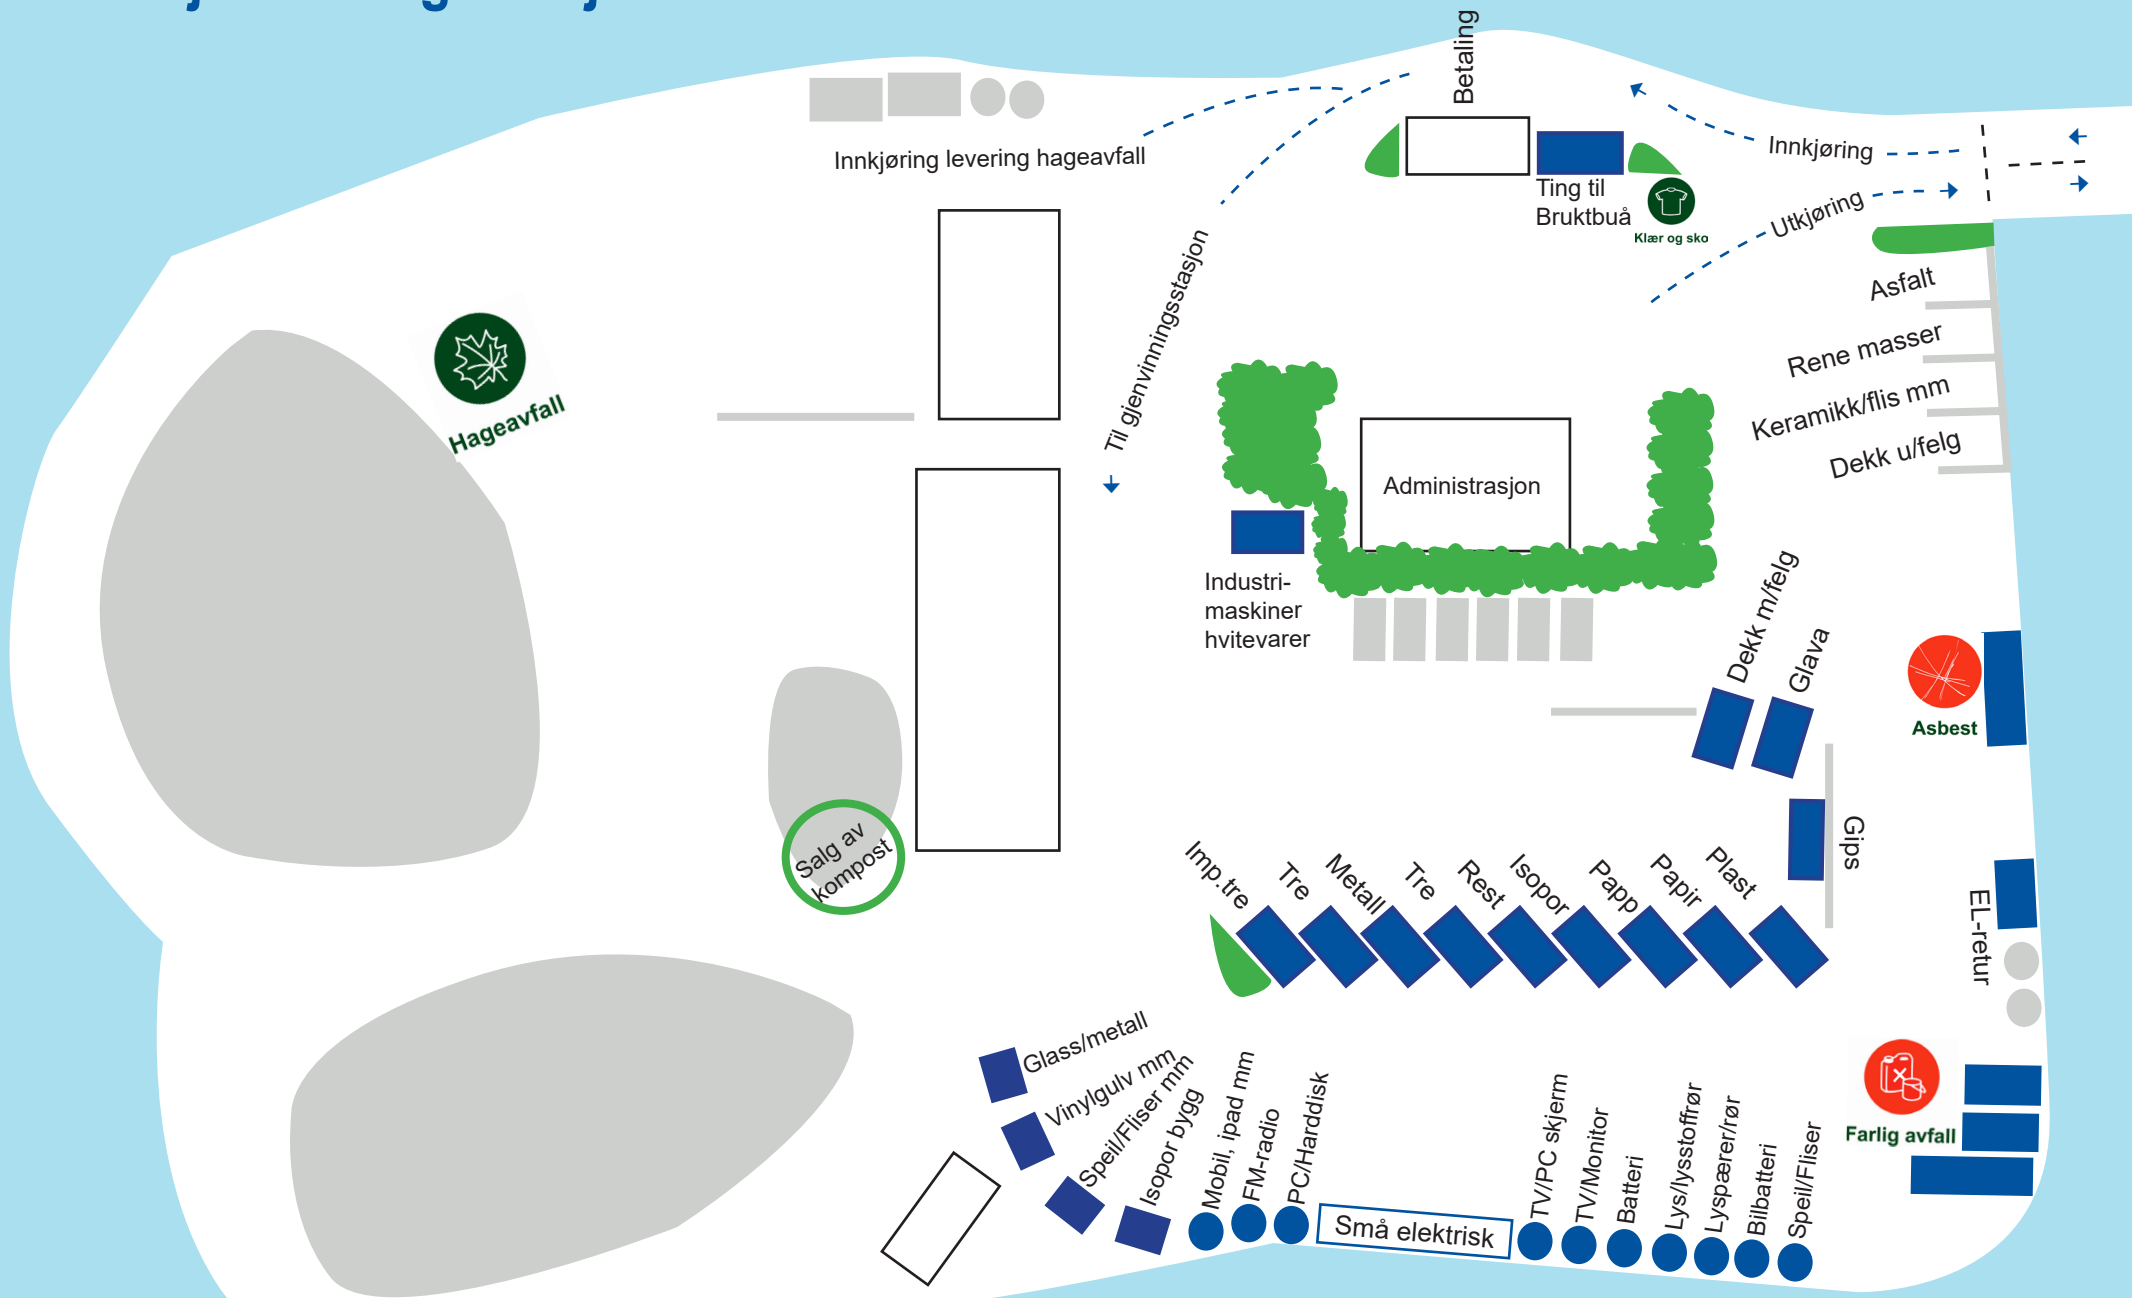 Betaling
Innkjøring levering hageavfall
Ting til
Bruktbuå
Klær og sko
Innkjøring
Utkjøring
Til gjenvinningsstasjon
Asfalt
Rene masser
Keramikk/flis mm
Dekk u/felg
Hageavfall
Administrasjon
Industri-
maskiner
hvitevarer
Dekk m/felg
Glava
Asbest
Gips
Salg av
kompost
Imp.tre
Tre
Metall
Tre
Rest
Isopor
Papp
Papir
Plast
EL-retur
Glass/metall
Vinylgulv mm
Speil/Fliser mm
Isopor bygg
Mobil, ipad mm
FM-radio
PC/Harddisk
Små elektrisk
TV/PC skjerm
TV/Monitor
Batteri
Lys/lysstoffrør
Lyspærer/rør
Bilbatteri
Speil/Fliser
Farlig avfall